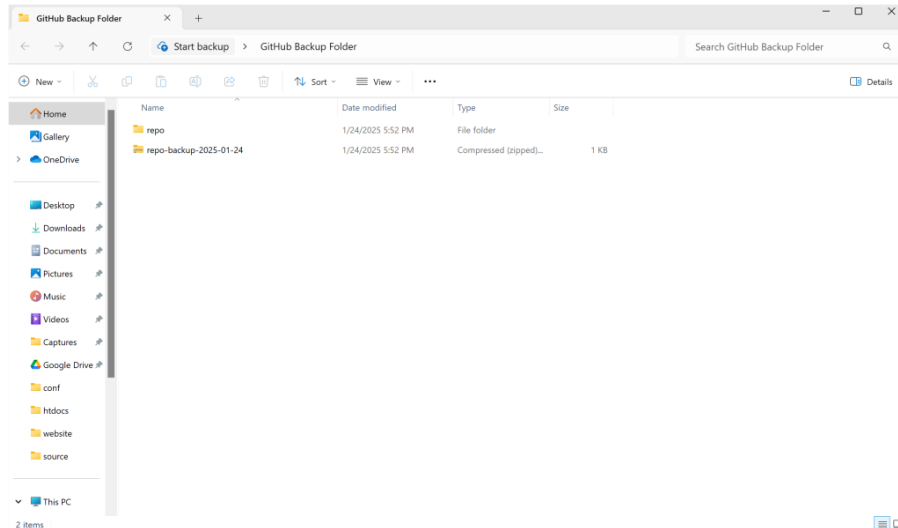 GitHub Backup Folder
Start backup > GitHub Backup Folder
Search GitHub Backup Folder
New
Sort
View
Details
Name Date modified Type Size
repo 1/24/2025 5:52 PM File folder
repo-backup-2025-01-24 1/24/2025 5:52 PM Compressed (zipped)... 1 KB
Home
Gallery
OneDrive
Desktop
Downloads
Documents
Pictures
Music
Videos
Captures
Google Drive
conf
htdocs
website
source
This PC
2 items